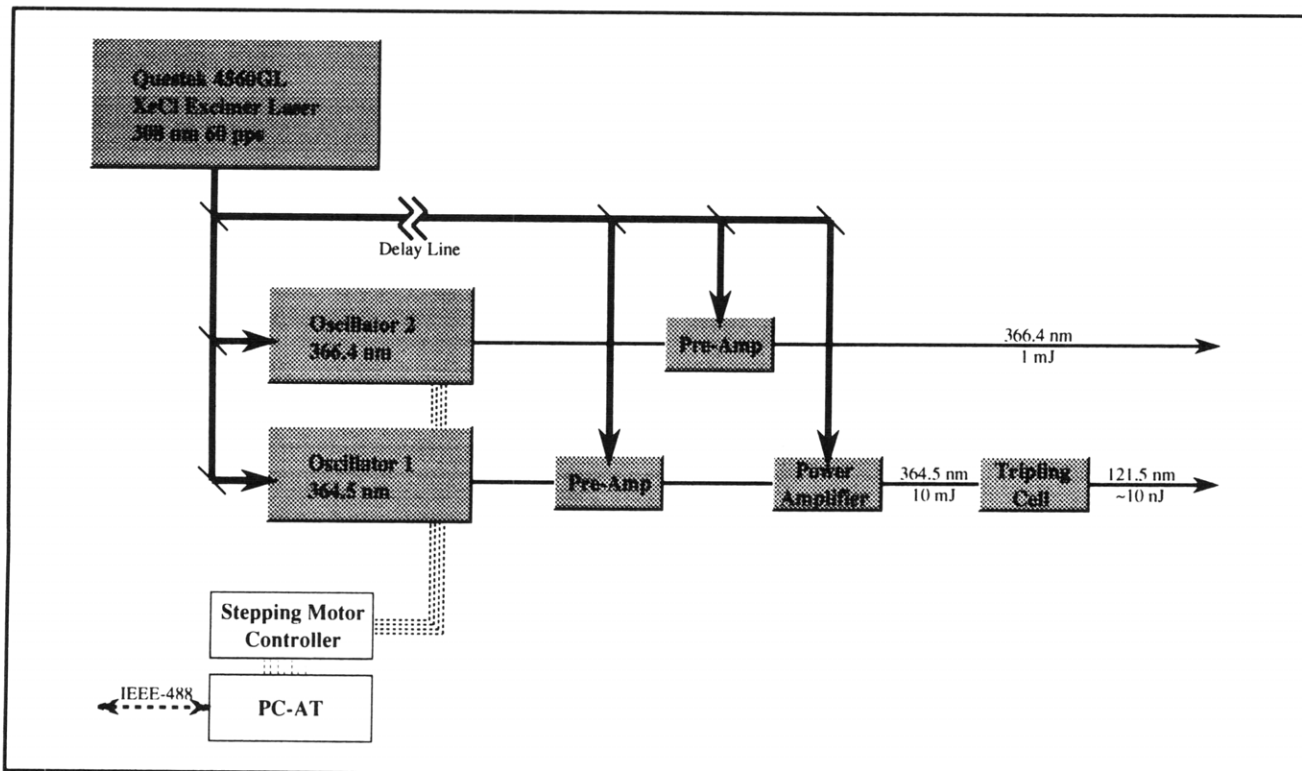 Questek 4560GL
XeCl Excimer Laser
308 nm 60 pps
Delay Line
Oscillator 2
366.4 nm
Pre-Amp
366.4 nm
1 mJ
Oscillator 1
364.5 nm
Pre-Amp
Power
Amplifier
364.5 nm
10 mJ
Tripling
Cell
121.5 nm
~10 nJ
Stepping Motor
Controller
IEEE-488
PC-AT